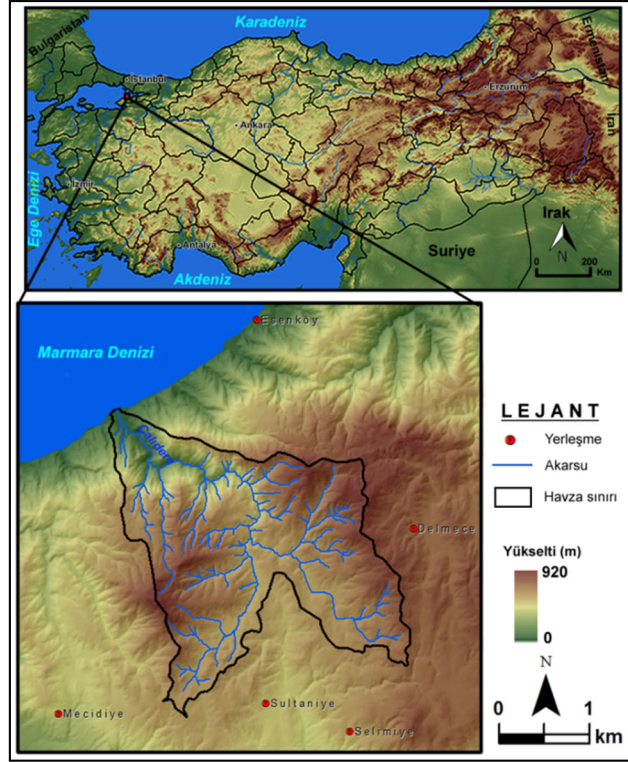 Karadeniz
Bulgaristan
Ermenistan
İstanbul
Erzurum
Ankara
İran
Ege Denizi
İzmir
Irak
Antalya
Suriye
N
Akdeniz
0 200
Km
Esenköy
Marmara Denizi
LEJANT
Yerleşme
Akarsu
Havza sınırı
Delmece
Yükselti (m)
920
0
N
Sultaniye
Mecidiye
Selimiye
0 1
km